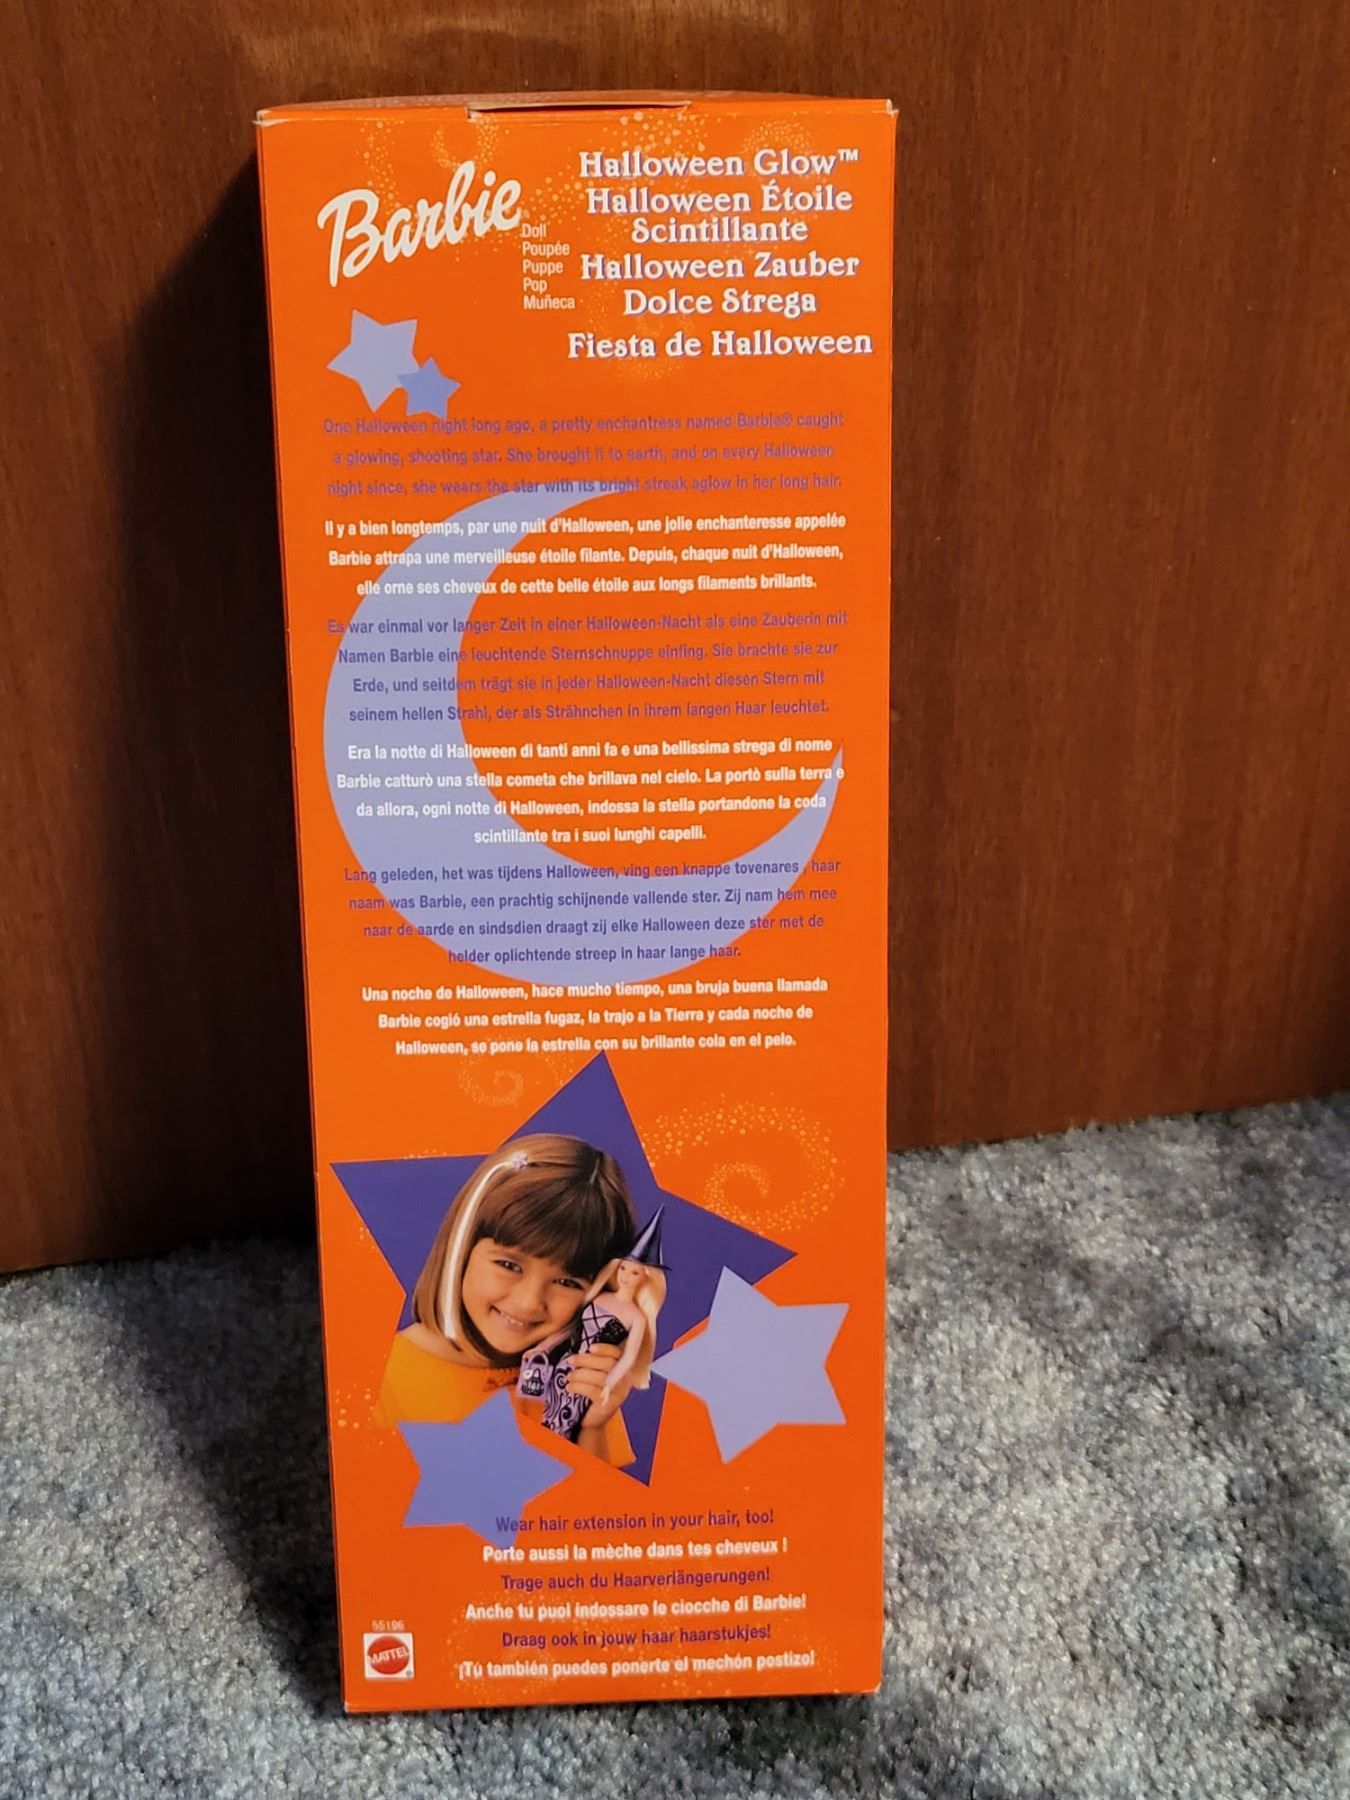 Barbie
Doll
Poupée
Puppe
Pop
Muñeca
Halloween Glow™
Halloween Étoile
Scintillante
Halloween Zauber
Dolce Strega
Fiesta de Halloween
One Halloween night long ago, a pretty enchantress named Barbie® caught
a glowing, shooting star. She brought it to earth, and on every Halloween
night since, she wears the star with its bright streak aglow in her long hair.
Il y a bien longtemps, par une nuit d'Halloween, une jolie enchanteresse appelée
Barbie attrapa une merveilleuse étoile filante. Depuis, chaque nuit d'Halloween,
elle orne ses cheveux de cette belle étoile aux longs filaments brillants.
Es war einmal vor langer Zeit in einer Halloween-Nacht als eine Zauberin mit
Namen Barbie eine leuchtende Sternschnuppe einfing. Sie brachte sie zur
Erde, und seitdem trägt sie in jeder Halloween-Nacht diesen Stern mit
seinem hellen Strahl, der als Strähnchen in ihrem langen Haar leuchtet.
Era la notte di Halloween di tanti anni fa e una bellissima strega di nome
Barbie catturò una stella cometa che brillava nel cielo. La portò sulla terra e
da allora, ogni notte di Halloween, indossa la stella portandone la coda
scintillante tra i suoi lunghi capelli.
Lang geleden, het was tijdens Halloween, ving een knappe tovenares, haar
naam was Barbie, een prachtig schijnende vallende ster. Zij nam hem mee
naar de aarde en sindsdien draagt zij elke Halloween deze ster met de
helder oplichtende streep in haar lange haar.
Una noche de Halloween, hace mucho tiempo, una bruja buena llamada
Barbie cogió una estrella fugaz, la trajo a la Tierra y cada noche de
Halloween, se pone la estrella con su brillante cola en el pelo.
Wear hair extension in your hair, too!
Porte aussi la mèche dans tes cheveux !
Trage auch du Haarverlängerungen!
Anche tu puoi indossare le ciocche di Barbie!
Draag ook in jouw haar haarstukjes!
¡Tú también puedes ponerte el mechón postizo!
55196
MATTEL